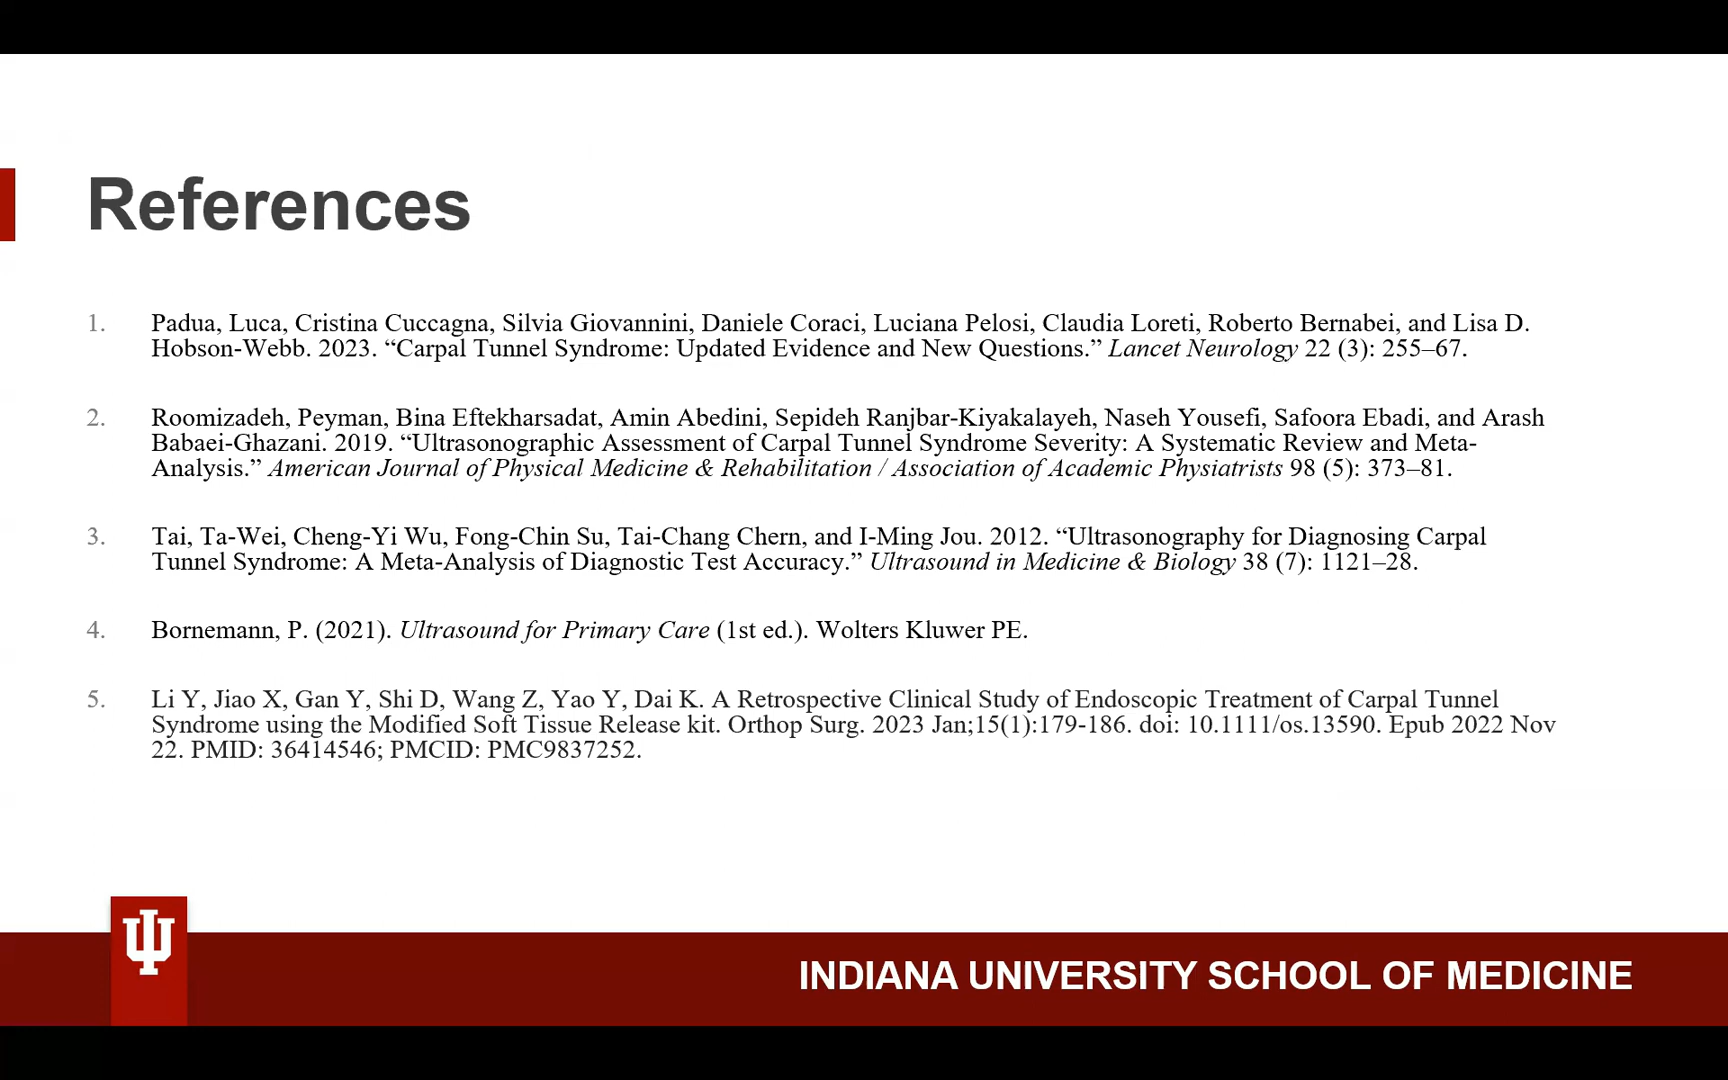 References
1. Padua, Luca, Cristina Cuccagna, Silvia Giovannini, Daniele Coraci, Luciana Pelosi, Claudia Loreti, Roberto Bernabei, and Lisa D.
Hobson-Webb. 2023. “Carpal Tunnel Syndrome: Updated Evidence and New Questions.” Lancet Neurology 22 (3): 255–67.
2. Roomizadeh, Peyman, Bina Eftekharsadat, Amin Abedini, Sepideh Ranjbar-Kiyakalayeh, Naseh Yousefi, Safoora Ebadi, and Arash
Babaei-Ghazani. 2019. “Ultrasonographic Assessment of Carpal Tunnel Syndrome Severity: A Systematic Review and Meta-
Analysis.” American Journal of Physical Medicine & Rehabilitation / Association of Academic Physiatrists 98 (5): 373–81.
3. Tai, Ta-Wei, Cheng-Yi Wu, Fong-Chin Su, Tai-Chang Chern, and I-Ming Jou. 2012. “Ultrasonography for Diagnosing Carpal
Tunnel Syndrome: A Meta-Analysis of Diagnostic Test Accuracy.” Ultrasound in Medicine & Biology 38 (7): 1121–28.
4. Bornemann, P. (2021). Ultrasound for Primary Care (1st ed.). Wolters Kluwer PE.
5. Li Y, Jiao X, Gan Y, Shi D, Wang Z, Yao Y, Dai K. A Retrospective Clinical Study of Endoscopic Treatment of Carpal Tunnel
Syndrome using the Modified Soft Tissue Release kit. Orthop Surg. 2023 Jan;15(1):179-186. doi: 10.1111/os.13590. Epub 2022 Nov
22. PMID: 36414546; PMCID: PMC9837252.
INDIANA UNIVERSITY SCHOOL OF MEDICINE